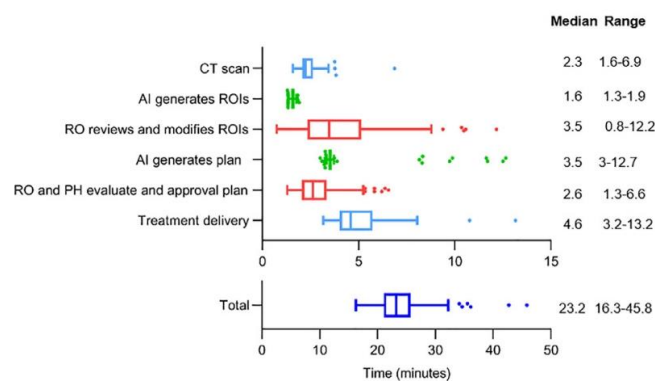 Median Range
CT scan 2.3 1.6-6.9
AI generates ROIs 1.6 1.3-1.9
RO reviews and modifies ROIs 3.5 0.8-12.2
AI generates plan 3.5 3-12.7
RO and PH evaluate and approval plan 2.6 1.3-6.6
Treatment delivery 4.6 3.2-13.2
0 5 10 15
Total 23.2 16.3-45.8
0 10 20 30 40 50
Time (minutes)